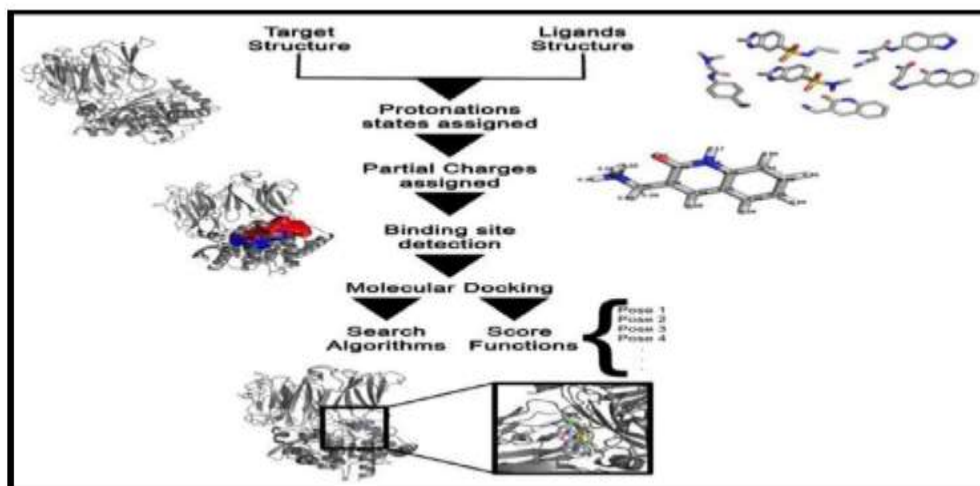 Target
Structure
Ligands
Structure
Protonations
states assigned
Partial Charges
assigned
Binding site
detection
Molecular Docking
Search
Algorithms
Score
Functions
Pose 1
Pose 2
Pose 3
Pose 4